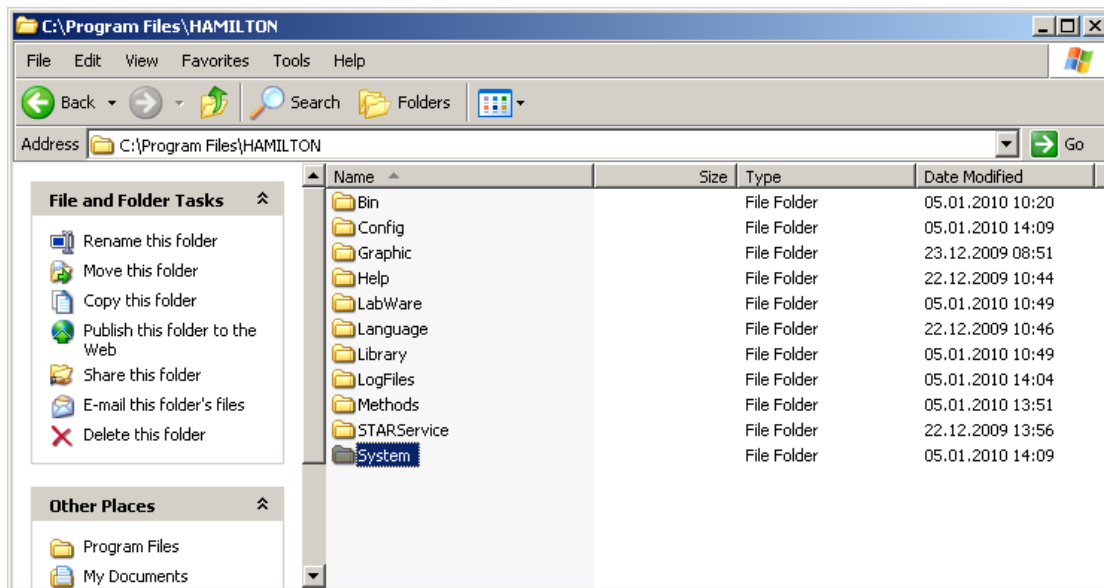 C:\Program Files\HAMILTON
File Edit View Favorites Tools Help
Back Search Folders
Address C:\Program Files\HAMILTON Go
File and Folder Tasks
Rename this folder
Move this folder
Copy this folder
Publish this folder to the
Web
Share this folder
E-mail this folder's files
Delete this folder
Other Places
Program Files
My Documents
Name Size Type Date Modified
Bin File Folder 05.01.2010 10:20
Config File Folder 05.01.2010 14:09
Graphic File Folder 23.12.2009 08:51
Help File Folder 22.12.2009 10:44
LabWare File Folder 05.01.2010 10:49
Language File Folder 22.12.2009 10:46
Library File Folder 05.01.2010 10:49
LogFiles File Folder 05.01.2010 14:04
Methods File Folder 05.01.2010 13:51
STARService File Folder 22.12.2009 13:56
System File Folder 05.01.2010 14:09